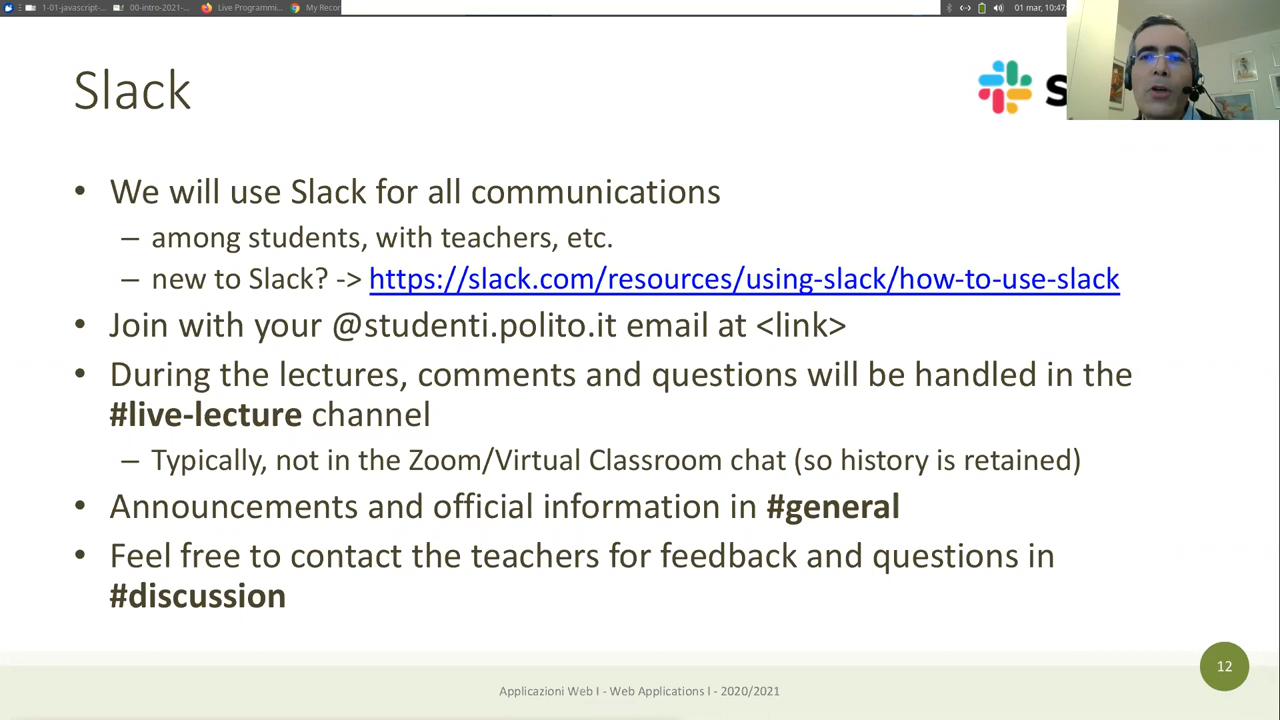 1-01-javascript-...
00-intro-2021-...
Live Programmi...
My Recor
01 mar, 10:47
Slack
S
• We will use Slack for all communications
– among students, with teachers, etc.
– new to Slack? -> https://slack.com/resources/using-slack/how-to-use-slack
• Join with your @studenti.polito.it email at <link>
• During the lectures, comments and questions will be handled in the
#live-lecture channel
– Typically, not in the Zoom/Virtual Classroom chat (so history is retained)
• Announcements and official information in #general
• Feel free to contact the teachers for feedback and questions in
#discussion
12
Applicazioni Web I - Web Applications I - 2020/2021